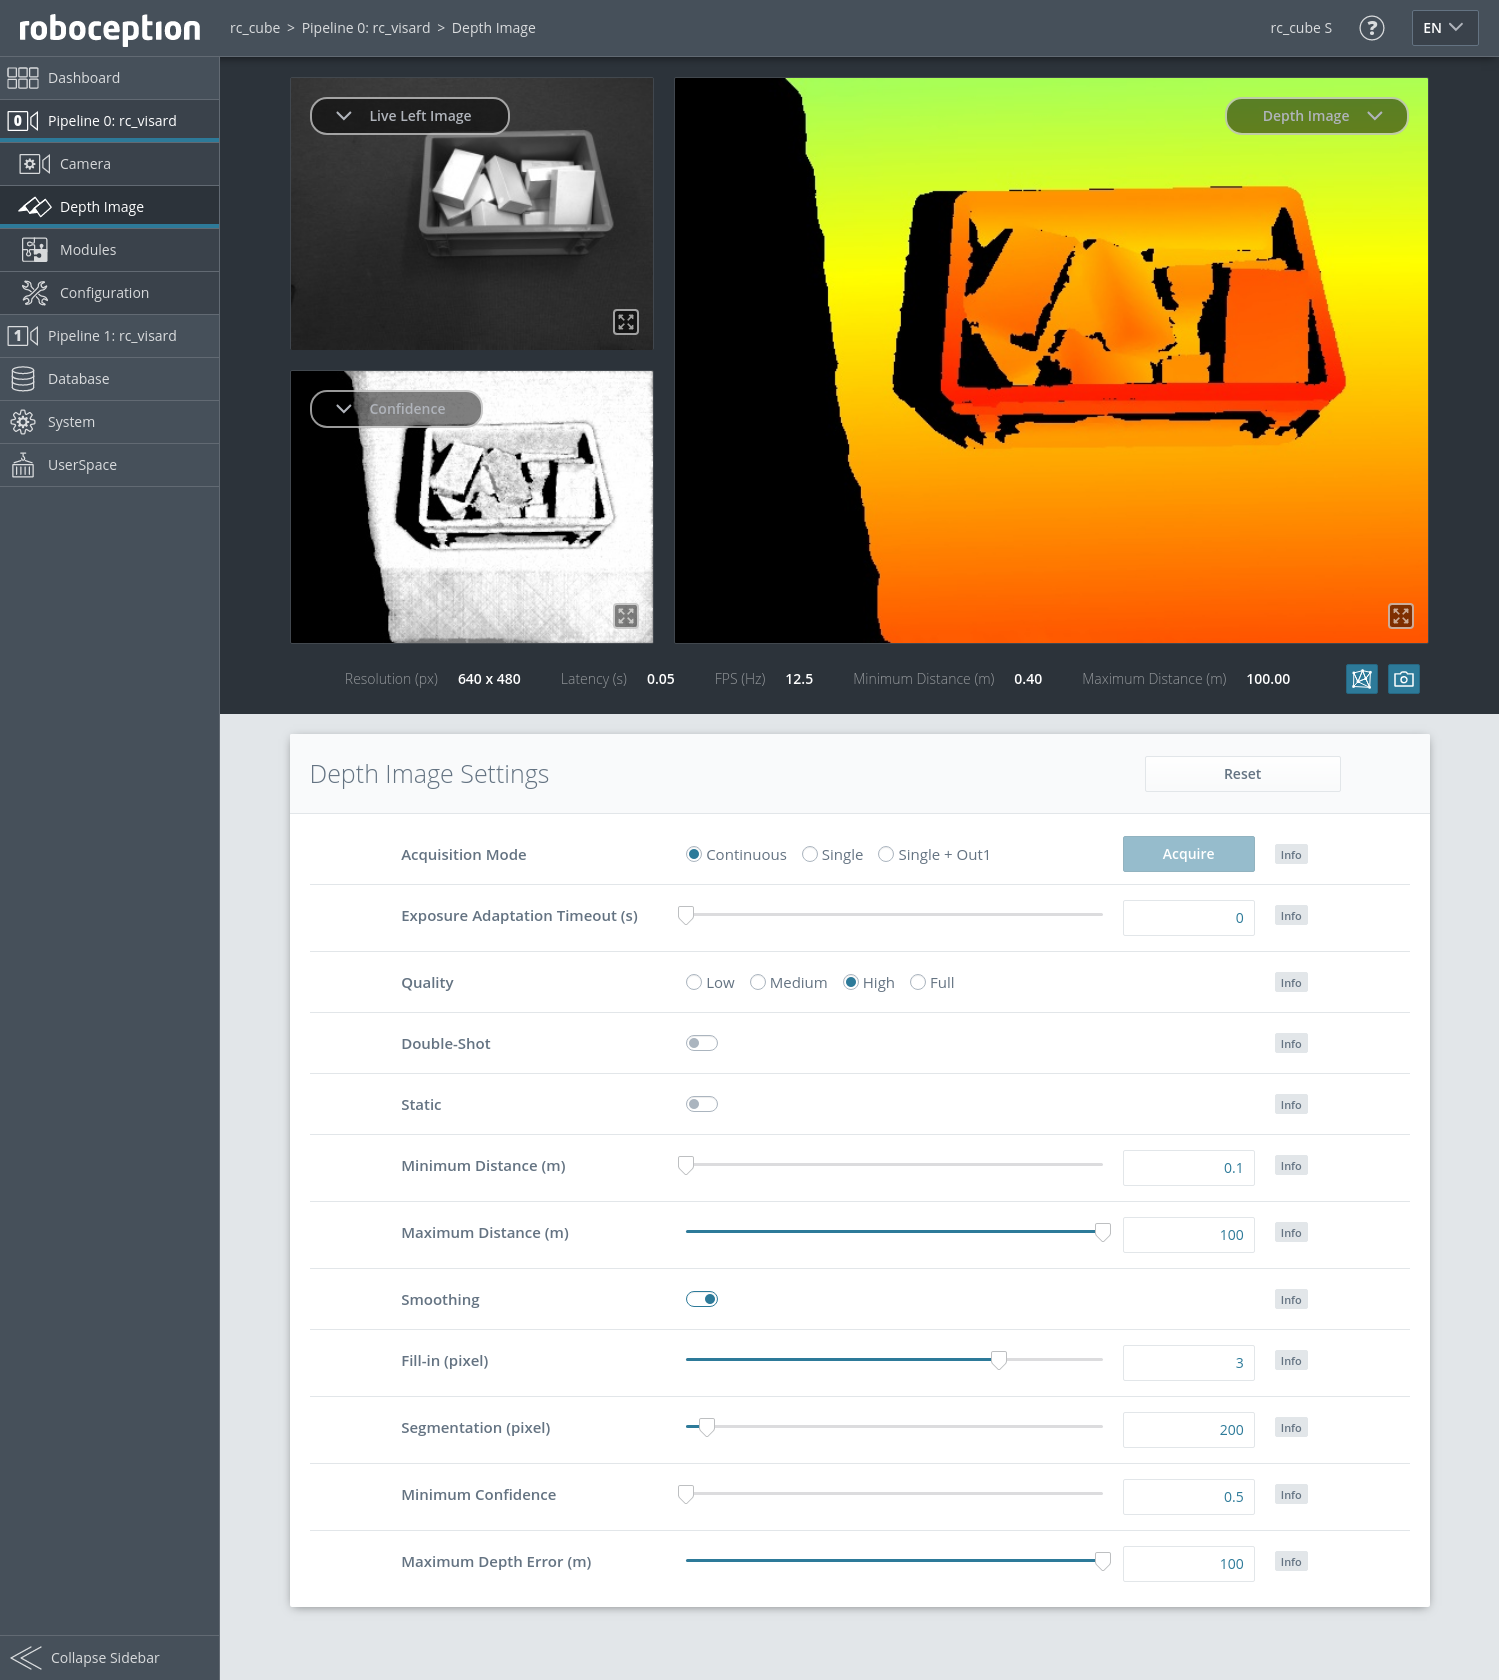 roboception
rc_cube > Pipeline 0: rc_visard > Depth Image
rc_cube S
?
EN
Dashboard
0 Pipeline 0: rc_visard
Camera
Depth Image
Modules
Configuration
1 Pipeline 1: rc_visard
Database
System
UserSpace
Collapse Sidebar
Live Left Image
Confidence
Depth Image
Resolution (px) 640 x 480 Latency (s) 0.05 FPS (Hz) 12.5 Minimum Distance (m) 0.40 Maximum Distance (m) 100.00
Depth Image Settings
Reset
Acquisition Mode Continuous Single Single + Out1 Acquire Info
Exposure Adaptation Timeout (s) 0 Info
Quality Low Medium High Full Info
Double-Shot Info
Static Info
Minimum Distance (m) 0.1 Info
Maximum Distance (m) 100 Info
Smoothing Info
Fill-in (pixel) 3 Info
Segmentation (pixel) 200 Info
Minimum Confidence 0.5 Info
Maximum Depth Error (m) 100 Info